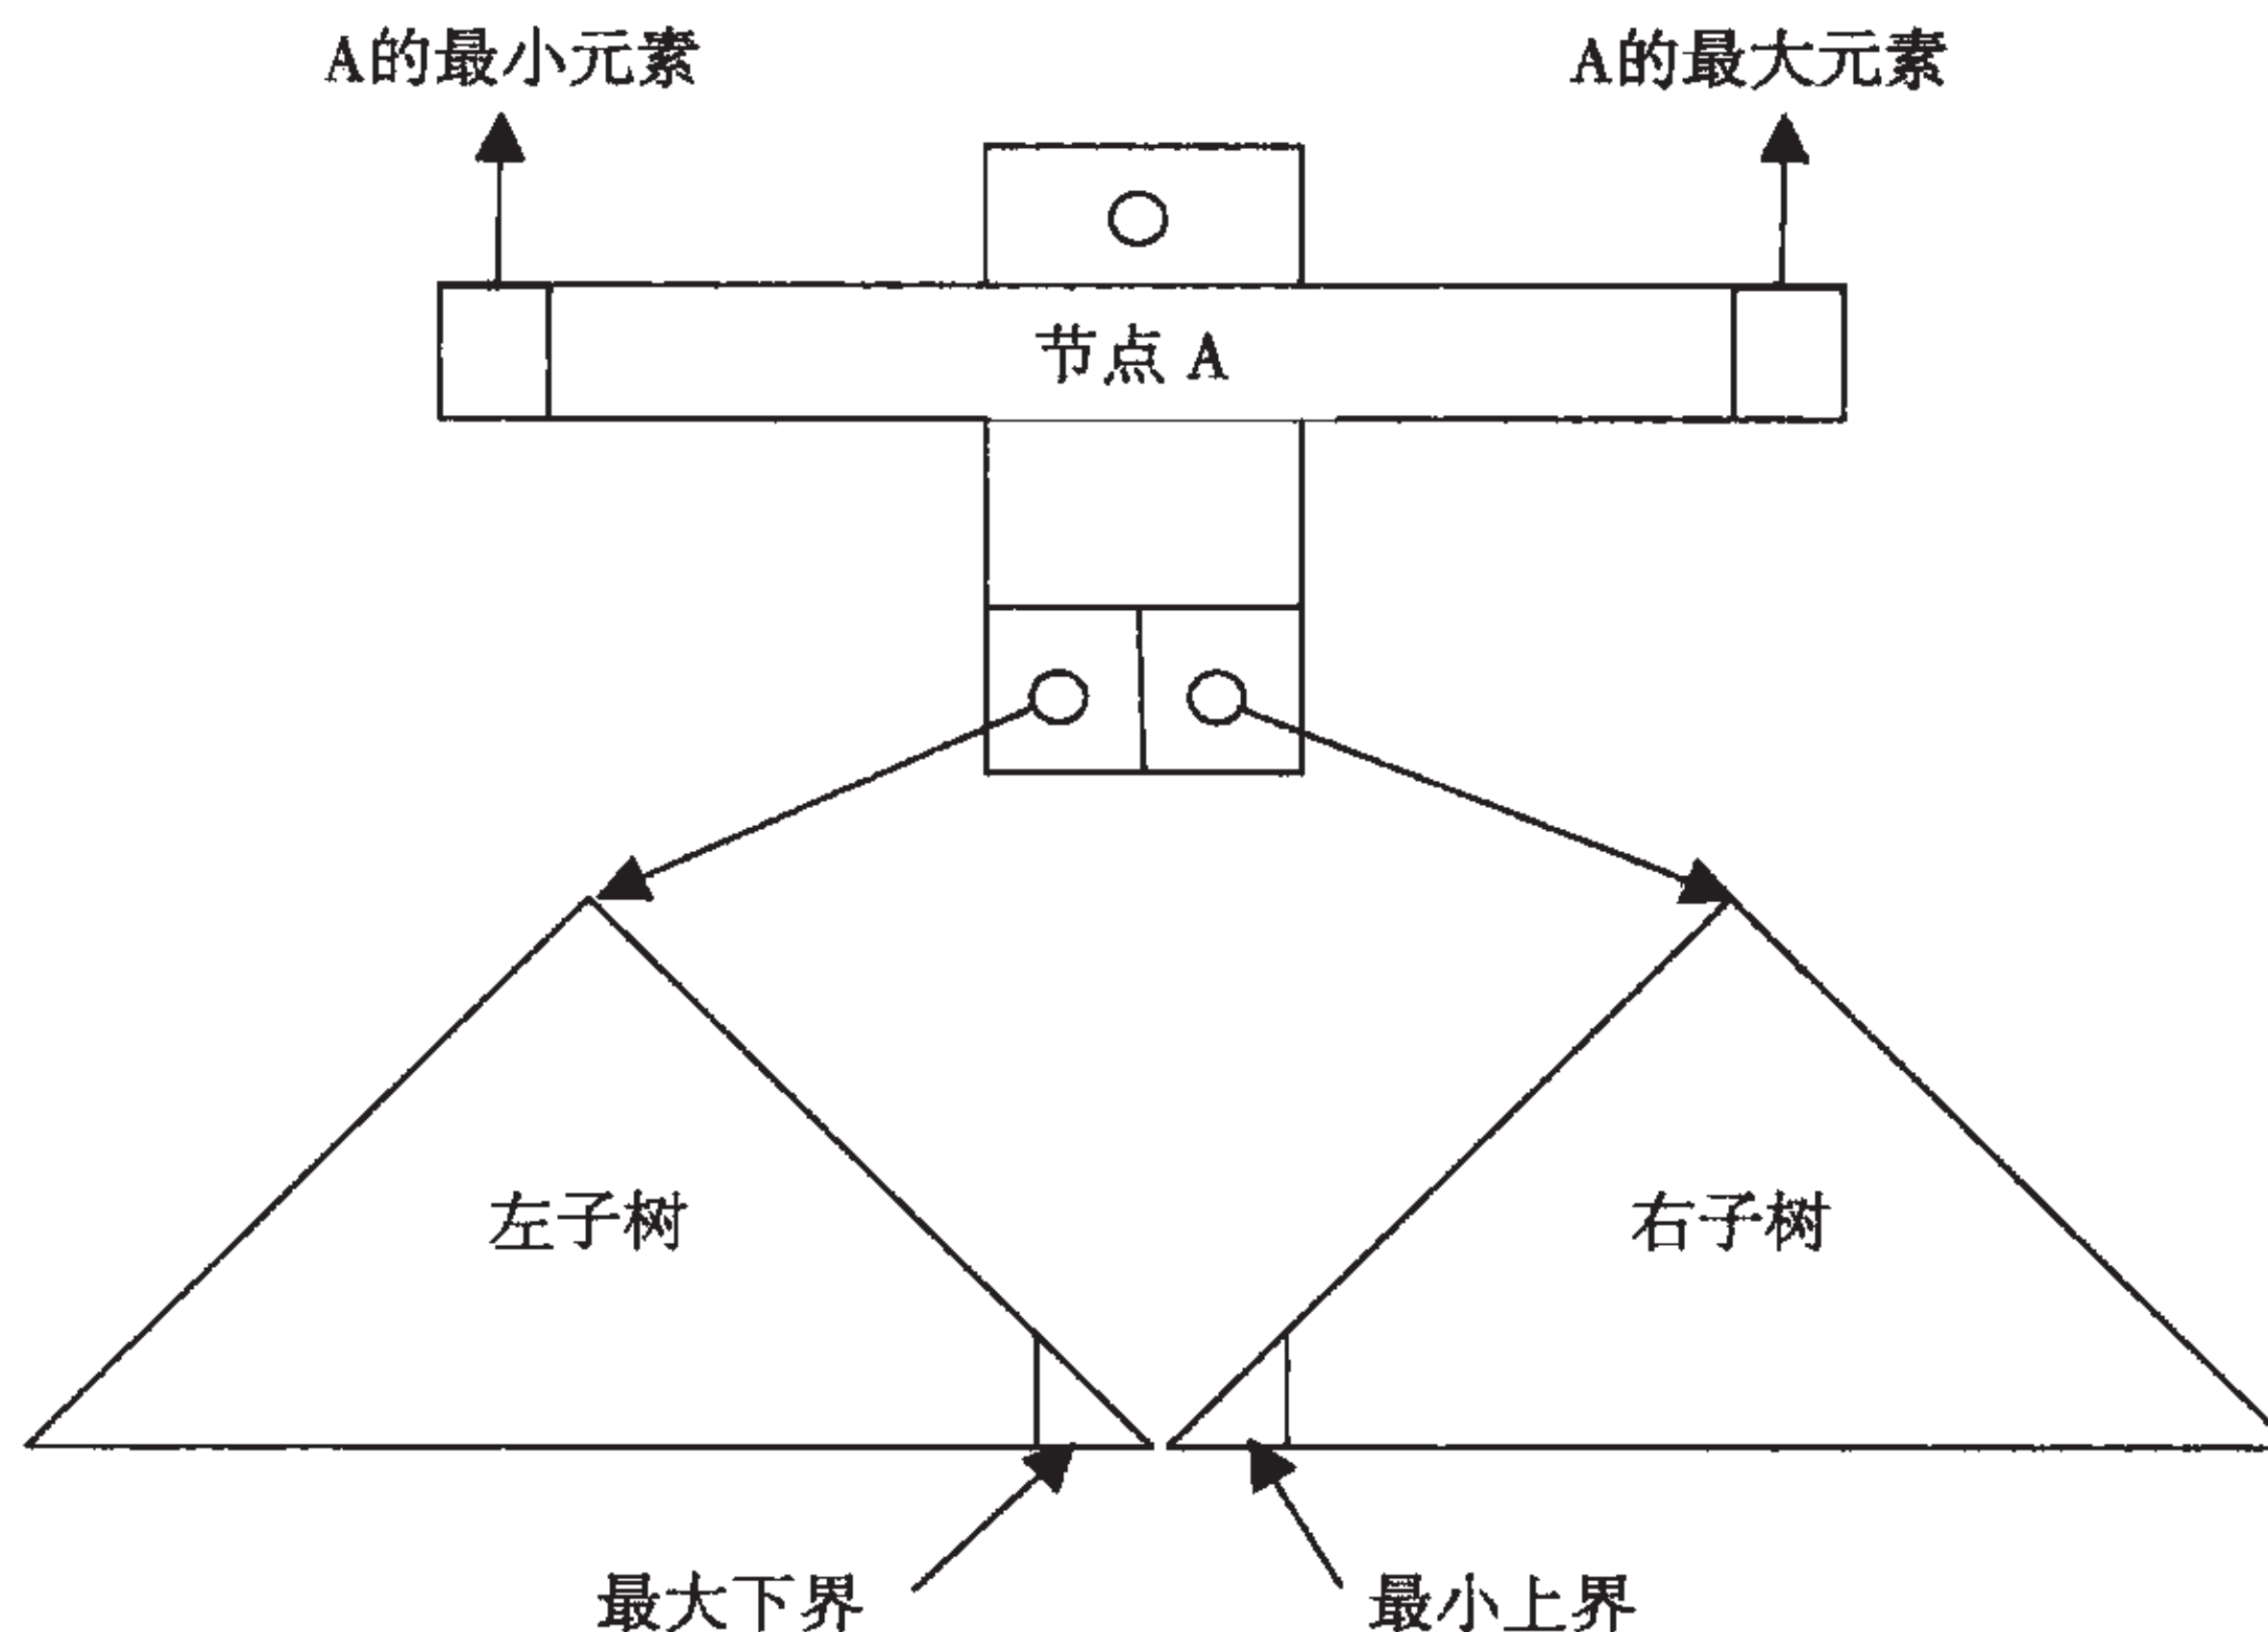 A的最小元素
A的最大元素
节点 A
左子树
右子树
最大下界
最小上界